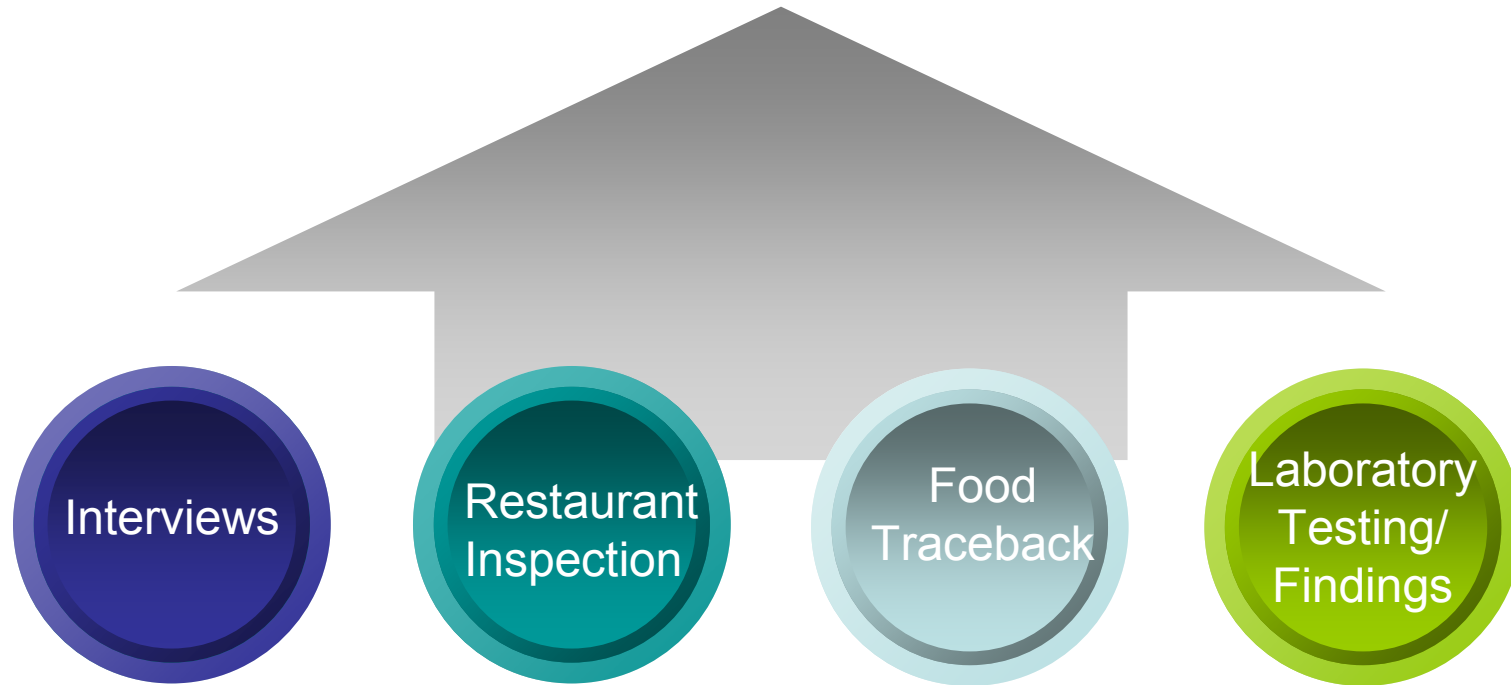 Interviews
Restaurant
Inspection
Food
Traceback
Laboratory
Testing/
Findings